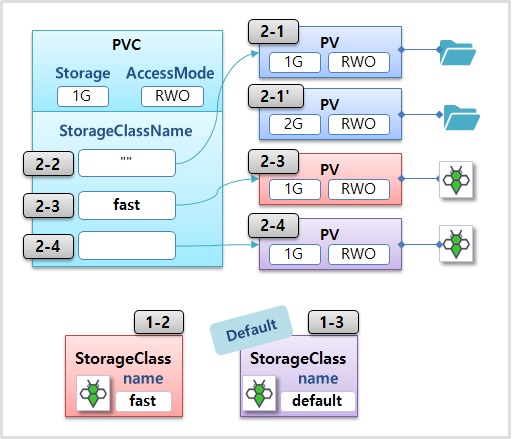 PVC
Storage AccessMode
1G RWO
StorageClassName
2-2 ""
2-3 fast
2-4
2-1
PV
1G RWO
2-1'
PV
2G RWO
2-3
PV
1G RWO
2-4
PV
1G RWO
1-2
StorageClass
name
fast
Default
1-3
StorageClass
name
default